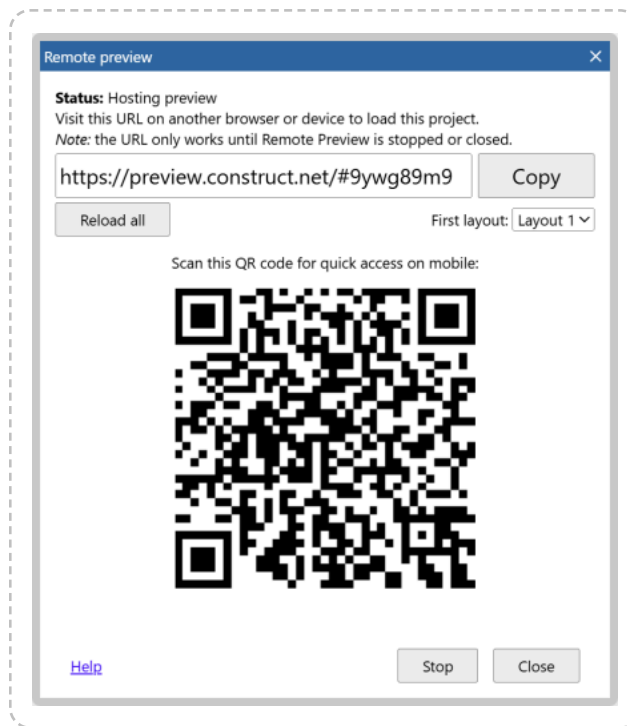 Remote preview
Status: Hosting preview
Visit this URL on another browser or device to load this project.
Note: the URL only works until Remote Preview is stopped or closed.
https://preview.construct.net/#9ywg89m9 Copy
Reload all First layout: Layout 1
Scan this QR code for quick access on mobile:
Help Stop Close